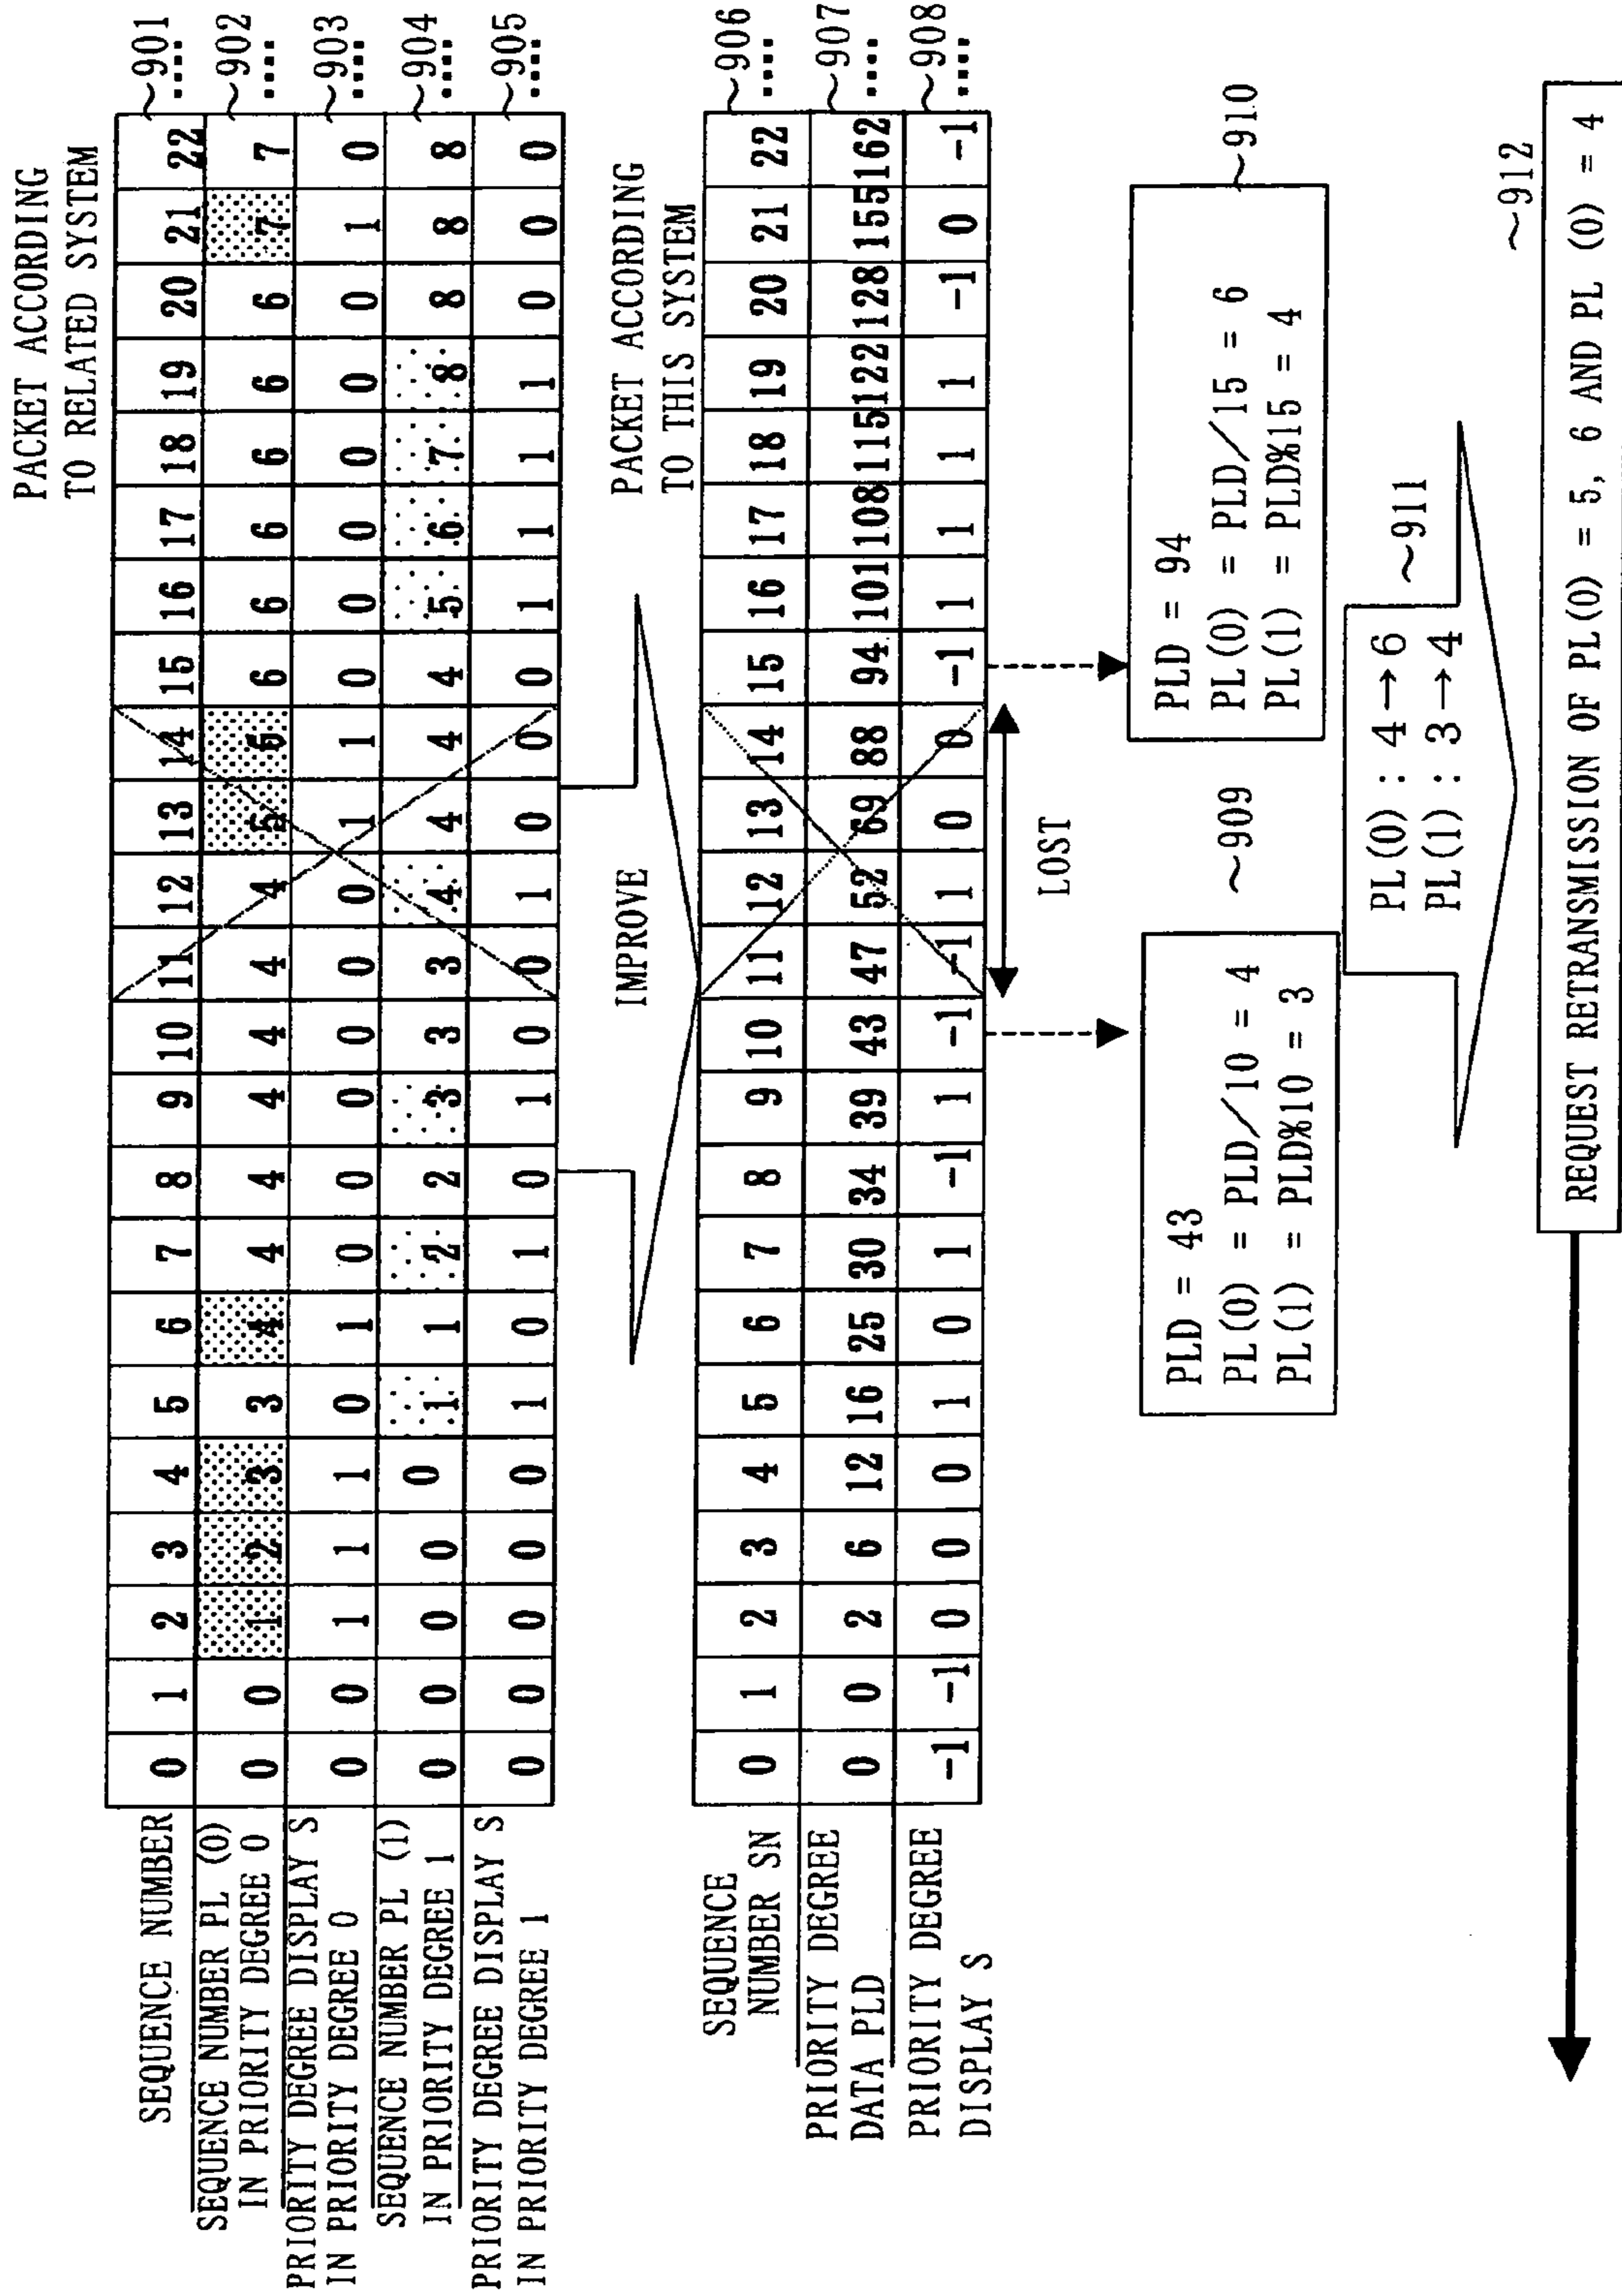 PACKET ACCORDING
TO RELATED SYSTEM
SEQUENCE NUMBER 0 1 2 3 4 5 6 7 8 9 10 11 12 13 14 15 16 17 18 19 20 21 22 ~901
SEQUENCE NUMBER PL (0)
IN PRIORITY DEGREE 0
0 0 1 2 3 3 4 4 4 4 4 4 4 5 6 6 6 6 6 6 6 7 7 ~902
PRIORITY DEGREE DISPLAY S
IN PRIORITY DEGREE 0
0 0 1 1 1 0 1 0 0 0 0 0 0 1 1 0 0 0 0 0 0 1 0 ~903
SEQUENCE NUMBER PL (1)
IN PRIORITY DEGREE 1
0 0 0 0 0 1 1 2 2 3 3 3 4 4 4 4 5 6 7 8 8 8 8 ~904
PRIORITY DEGREE DISPLAY S
IN PRIORITY DEGREE 1
0 0 0 0 0 1 0 1 0 1 0 0 1 0 0 0 1 1 1 1 0 0 0 ~905
IMPROVE
PACKET ACCORDING
TO THIS SYSTEM
SEQUENCE
NUMBER SN
0 1 2 3 4 5 6 7 8 9 10 11 12 13 14 15 16 17 18 19 20 21 22 ~906
PRIORITY DEGREE
DATA PLD
0 0 2 6 12 16 25 30 34 39 43 47 52 69 88 94 101 108 115 122 128 155 162 ~907
PRIORITY DEGREE
DISPLAY S
-1 -1 0 0 0 1 0 1 -1 1 -1 -1 1 0 0 -1 1 1 1 1 -1 0 -1 ~908
LOST
PLD = 43
PL(0) = PLD/10 = 4
PL(1) = PLD%10 = 3
~909
PLD = 94
PL(0) = PLD/15 = 6
PL(1) = PLD%15 = 4
~910
PL(0) : 4→6
PL(1) : 3→4
~911
~912
REQUEST RETRANSMISSION OF PL(0) = 5, 6 AND PL (0) = 4